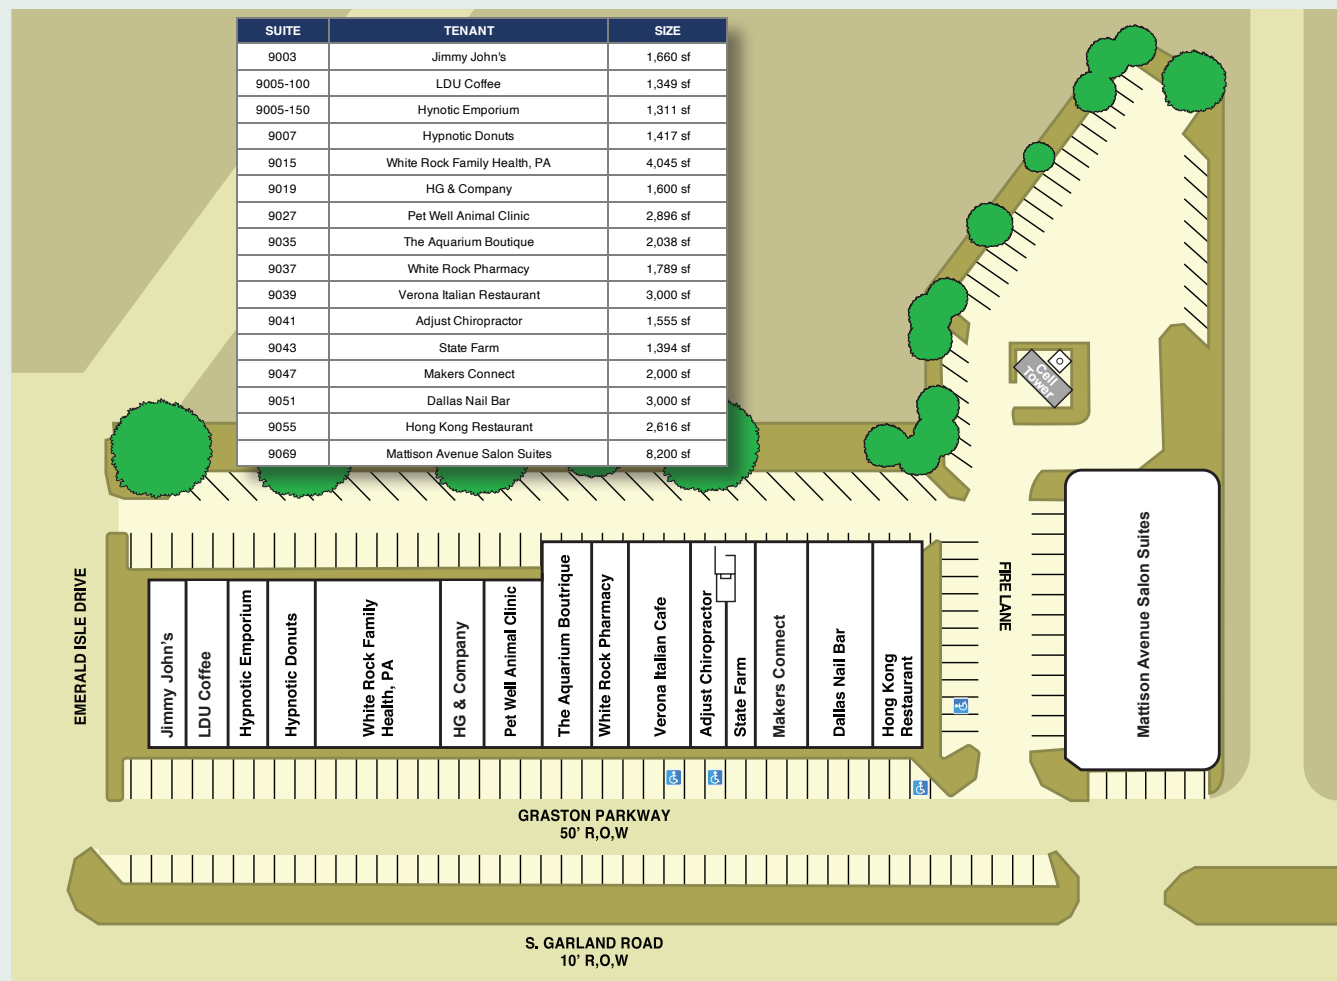 SUITE TENANT SIZE
9003 Jimmy John's 1,660 sf
9005-100 LDU Coffee 1,349 sf
9005-150 Hynotic Emporium 1,311 sf
9007 Hypnotic Donuts 1,417 sf
9015 White Rock Family Health, PA 4,045 sf
9019 HG & Company 1,600 sf
9027 Pet Well Animal Clinic 2,896 sf
9035 The Aquarium Boutique 2,038 sf
9037 White Rock Pharmacy 1,789 sf
9039 Verona Italian Restaurant 3,000 sf
9041 Adjust Chiropractor 1,555 sf
9043 State Farm 1,394 sf
9047 Makers Connect 2,000 sf
9051 Dallas Nail Bar 3,000 sf
9055 Hong Kong Restaurant 2,616 sf
9069 Mattison Avenue Salon Suites 8,200 sf
Cell
Tower
EMERALD ISLE DRIVE
Jimmy John's
LDU Coffee
Hypnotic Emporium
Hypnotic Donuts
White Rock Family
Health, PA
HG & Company
Pet Well Animal Clinic
The Aquarium Boutrique
White Rock Pharmacy
Verona Italian Cafe
Adjust Chiropractor
State Farm
Makers Connect
Dallas Nail Bar
Hong Kong
Restaurant
FIRE LANE
Mattison Avenue Salon Suites
GRASTON PARKWAY
50' R,O,W
S. GARLAND ROAD
10' R,O,W